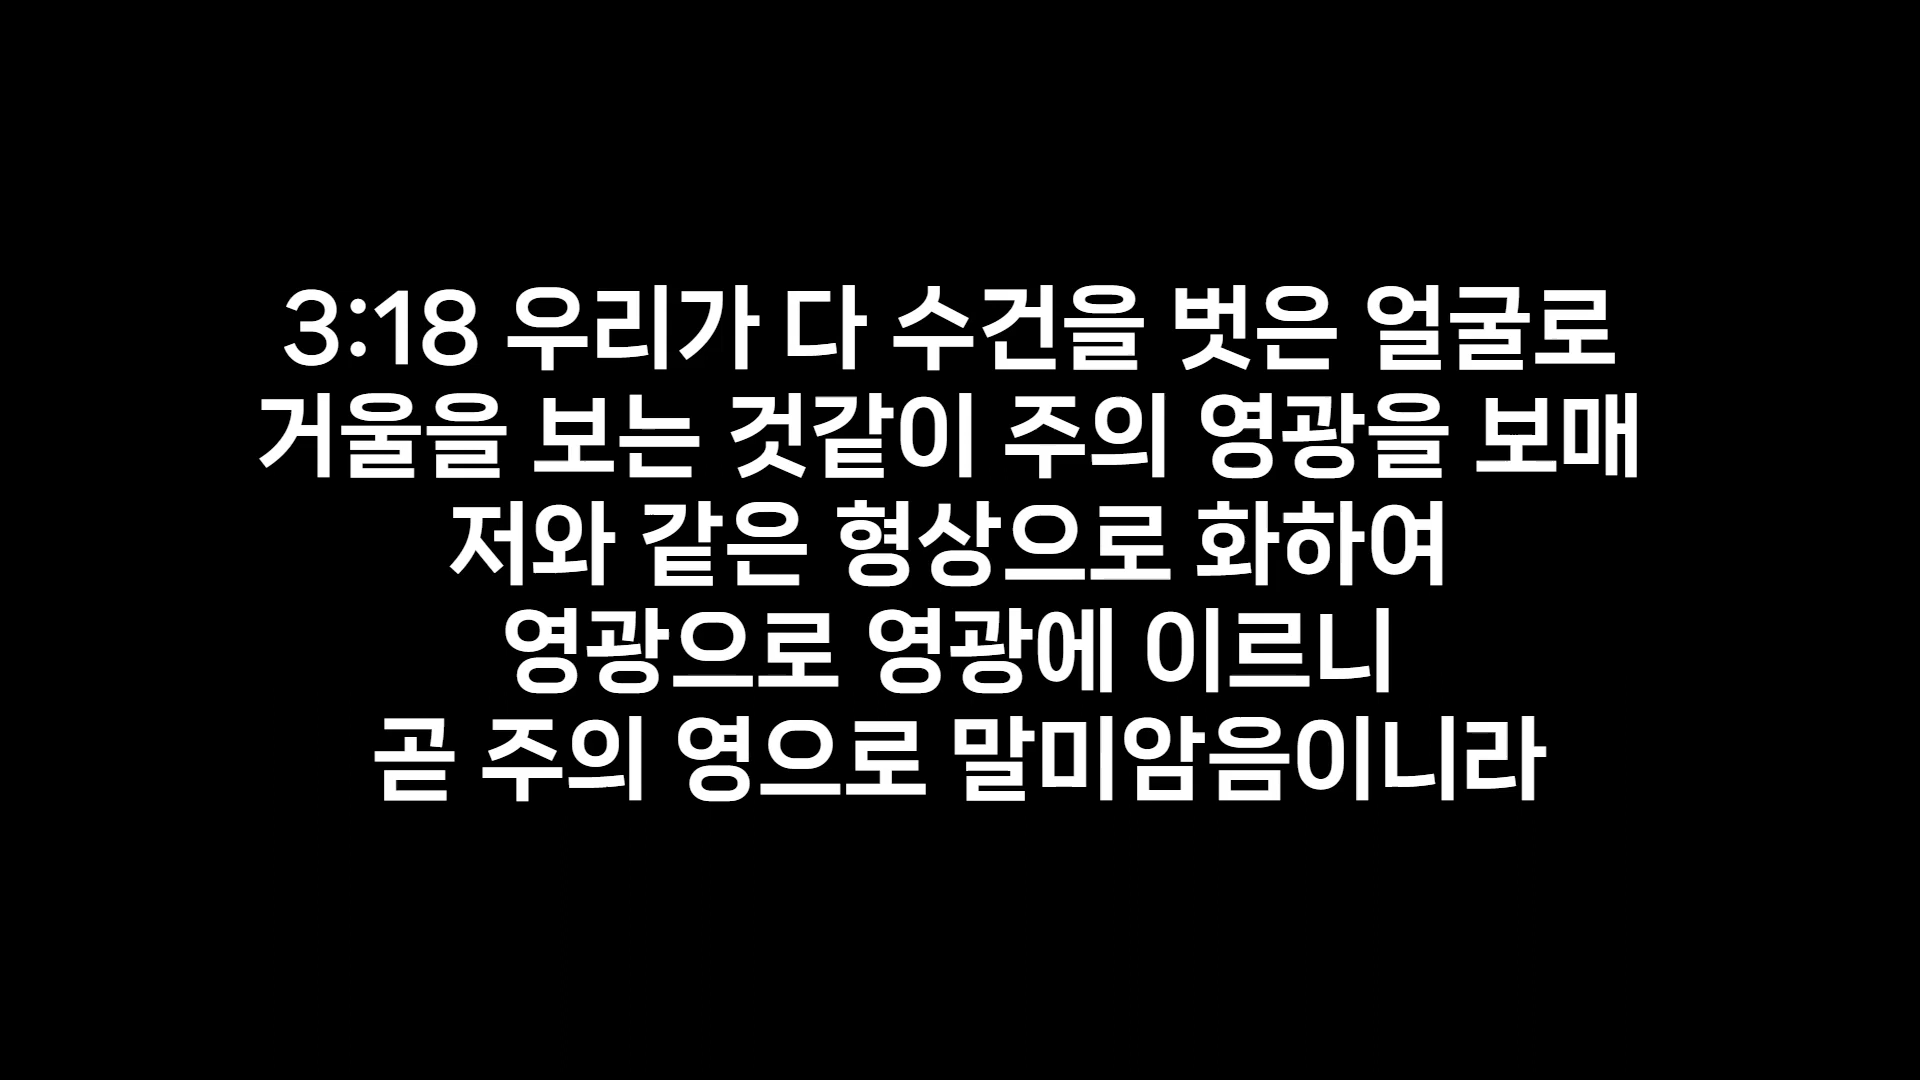 3:18 우리가 다 수건을 벗은 얼굴로
거울을 보는 것같이 주의 영광을 보매
저와 같은 형상으로 화하여
영광으로 영광에 이르니
곧 주의 영으로 말미암음이니라